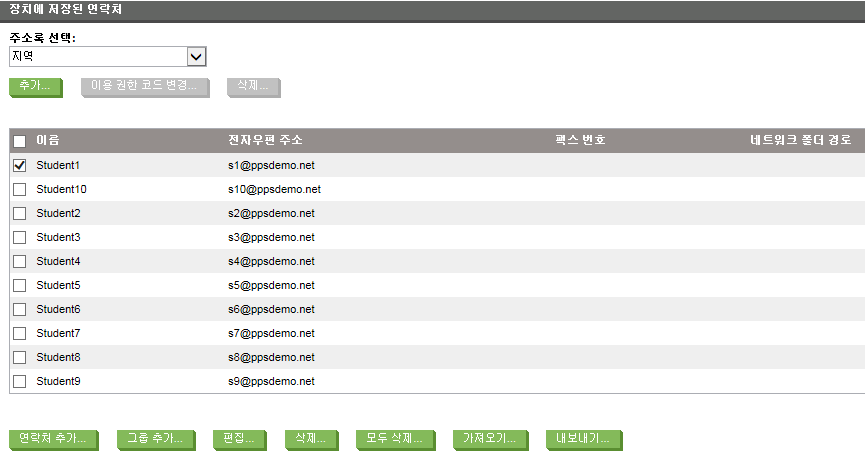 장치에 저장된 연락처
주소록 선택:
지역
추가... 이용 권한 코드 변경... 삭제...
이름 전자우편 주소 팩스 번호 네트워크 폴더 경로
Student1 s1@ppsdemo.net
Student10 s10@ppsdemo.net
Student2 s2@ppsdemo.net
Student3 s3@ppsdemo.net
Student4 s4@ppsdemo.net
Student5 s5@ppsdemo.net
Student6 s6@ppsdemo.net
Student7 s7@ppsdemo.net
Student8 s8@ppsdemo.net
Student9 s9@ppsdemo.net
연락처 추가... 그룹 추가... 편집... 삭제... 모두 삭제... 가져오기... 내보내기...